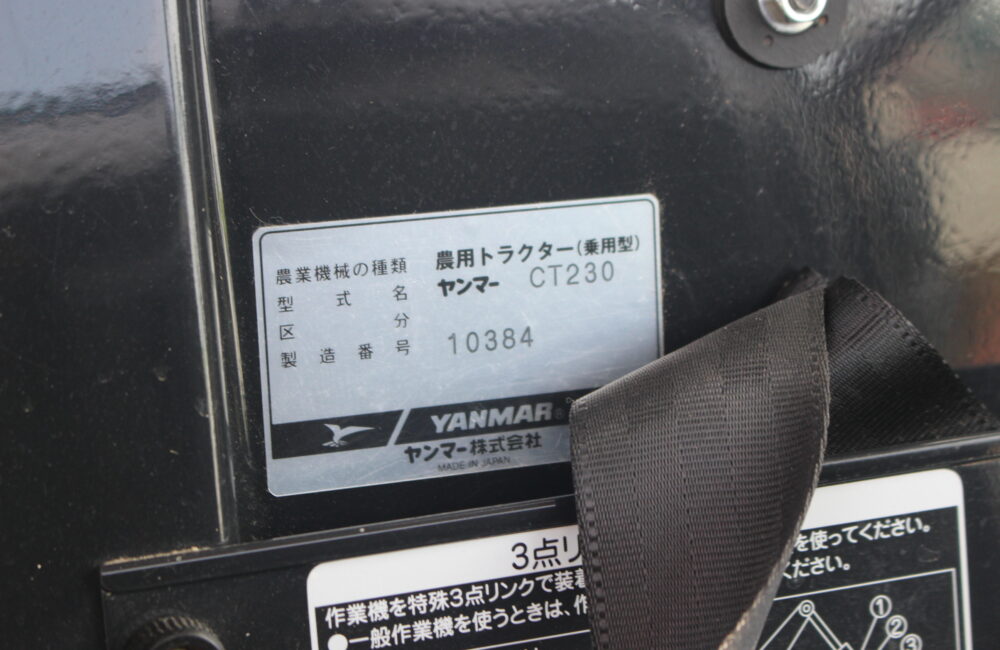 農業機械の種類 農用トラクター(乗用型)
型式名 ヤンマー CT230
区分
製造番号 10384
YANMAR®
ヤンマー株式会社
MADE IN JAPAN
3点リ
を使ってください。
作業機を特殊3点リンクで装着 ください。
●一般作業機を使うときは、作
①
②
③